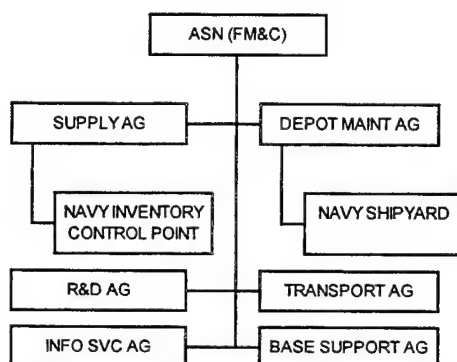 ASN (FM&C)
SUPPLY AG
DEPOT MAINT AG
NAVY INVENTORY
CONTROL POINT
NAVY SHIPYARD
R&D AG
TRANSPORT AG
INFO SVC AG
BASE SUPPORT AG